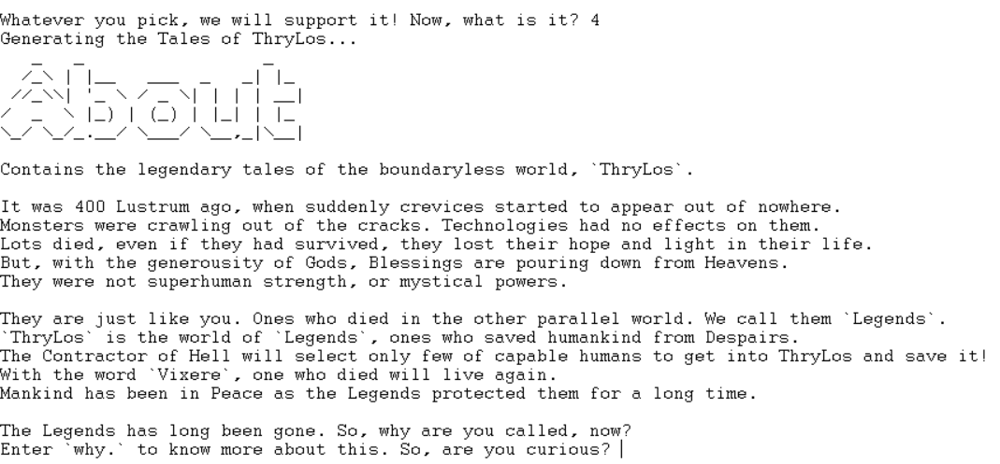 Whatever you pick, we will support it! Now, what is it? 4
Generating the Tales of ThryLos...
About
Contains the legendary tales of the boundaryless world, `ThryLos`.
It was 400 Lustrum ago, when suddenly crevices started to appear out of nowhere.
Monsters were crawling out of the cracks. Technologies had no effects on them.
Lots died, even if they had survived, they lost their hope and light in their life.
But, with the generousity of Gods, Blessings are pouring down from Heavens.
They were not superhuman strength, or mystical powers.
They are just like you. Ones who died in the other parallel world. We call them `Legends`.
`ThryLos` is the world of `Legends`, ones who saved humankind from Despairs.
The Contractor of Hell will select only few of capable humans to get into ThryLos and save it!
With the word `Vixere`, one who died will live again.
Mankind has been in Peace as the Legends protected them for a long time.
The Legends has long been gone. So, why are you called, now?
Enter `why.` to know more about this. So, are you curious?